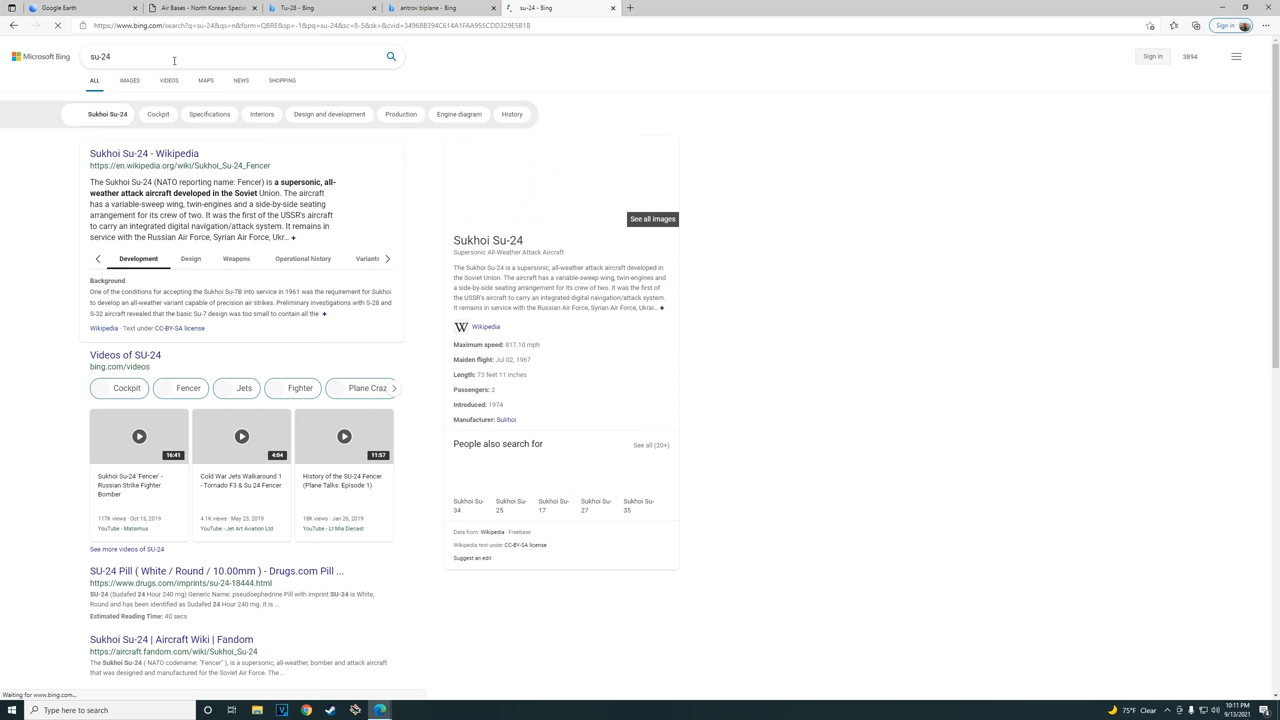 Google Earth
Air Bases - North Korean Special
Tu-28 - Bing
antrov biplane - Bing
su-24 - Bing
https://www.bing.com/search?q=su-24&qs=n&form=QBRE&sp=-1&pq=su-24&sc=8-5&sk=&cvid=34968B394C614A1FAA955CDD329E5B1B
Sign in
Microsoft Bing
su-24
Sign in
3894
ALL
IMAGES
VIDEOS
MAPS
NEWS
SHOPPING
Sukhoi Su-24
Cockpit
Specifications
Interiors
Design and development
Production
Engine diagram
History
Sukhoi Su-24 - Wikipedia
https://en.wikipedia.org/wiki/Sukhoi_Su-24_Fencer
The Sukhoi Su-24 (NATO reporting name: Fencer) is a supersonic, all-
weather attack aircraft developed in the Soviet Union. The aircraft
has a variable-sweep wing, twin-engines and a side-by-side seating
arrangement for its crew of two. It was the first of the USSR's aircraft
to carry an integrated digital navigation/attack system. It remains in
service with the Russian Air Force, Syrian Air Force, Ukr... +
Development
Design
Weapons
Operational history
Variants
Background
One of the conditions for accepting the Sukhoi Su-7B into service in 1961 was the requirement for Sukhoi
to develop an all-weather variant capable of precision air strikes. Preliminary investigations with S-28 and
S-32 aircraft revealed that the basic Su-7 design was too small to contain all the +
Wikipedia · Text under CC-BY-SA license
Videos of SU-24
bing.com/videos
Cockpit
Fencer
Jets
Fighter
Plane Craz
16:41
4:04
11:57
Sukhoi Su-24 'Fencer' -
Russian Strike Fighter
Bomber
117K views · Oct 15, 2019
YouTube › Matsimus
Cold War Jets Walkaround 1
- Tornado F3 & Su 24 Fencer
4.1K views · May 23, 2019
YouTube › Jet Art Aviation Ltd
History of the SU-24 Fencer
(Plane Talks: Episode 1)
18K views · Jan 26, 2019
YouTube › Lt.Mia Diecast
See more videos of SU-24
SU-24 Pill ( White / Round / 10.00mm ) - Drugs.com Pill ...
https://www.drugs.com/imprints/su-24-18444.html
SU-24 (Sudafed 24 Hour 240 mg) Generic Name: pseudoephedrine Pill with imprint SU-24 is White,
Round and has been identified as Sudafed 24 Hour 240 mg. It is ...
Estimated Reading Time: 40 secs
Sukhoi Su-24 | Aircraft Wiki | Fandom
https://aircraft.fandom.com/wiki/Sukhoi_Su-24
The Sukhoi Su-24 ( NATO codename: "Fencer" ), is a supersonic, all-weather, bomber and attack aircraft
that was designed and manufactured for the Soviet Air Force. The ...
See all images
Sukhoi Su-24
Supersonic All-Weather Attack Aircraft
The Sukhoi Su-24 is a supersonic, all-weather attack aircraft developed in
the Soviet Union. The aircraft has a variable-sweep wing, twin-engines and
a side-by-side seating arrangement for its crew of two. It was the first of the
USSR's aircraft to carry an integrated digital navigation/attack system.
It remains in service with the Russian Air Force, Syrian Air Force, Ukrai... +
W Wikipedia
Maximum speed: 817.10 mph
Maiden flight: Jul 02, 1967
Length: 73 feet 11 inches
Passengers: 2
Introduced: 1974
Manufacturer: Sukhoi
People also search for
See all (20+)
Sukhoi Su-
34
Sukhoi Su-
25
Sukhoi Su-
17
Sukhoi Su-
27
Sukhoi Su-
35
Data from: Wikipedia · Freebase
Wikipedia text under CC-BY-SA license
Suggest an edit
Waiting for www.bing.com...
Type here to search
75°F Clear
10:11 PM
9/13/2021